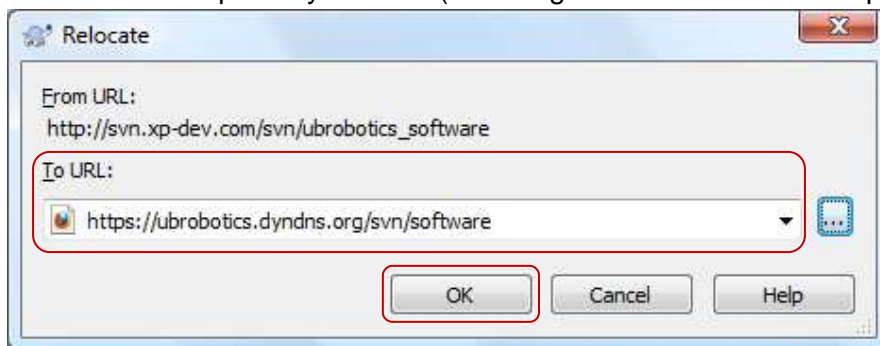 Relocate
From URL:
http://svn.xp-dev.com/svn/ubrobotics_software
To URL:
https://ubrobotics.dyndns.org/svn/software
...
OK Cancel Help